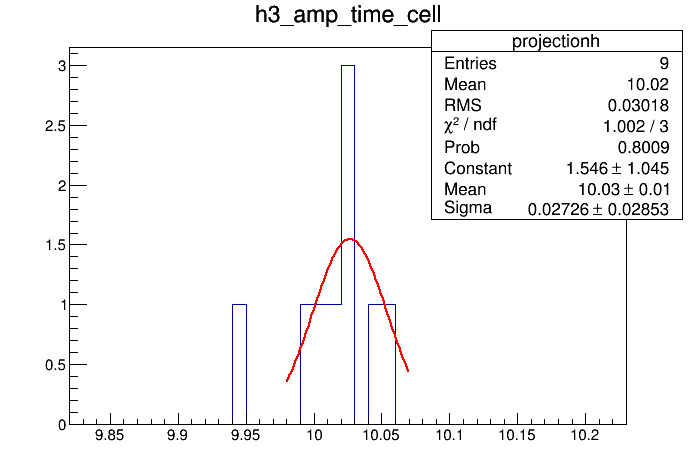 h3_amp_time_cell
projectionh
Entries 9
Mean 10.02
RMS 0.03018
χ² / ndf 1.002 / 3
Prob 0.8009
Constant 1.546 ± 1.045
Mean 10.03 ± 0.01
Sigma 0.02726 ± 0.02853
3
2.5
2
1.5
1
0.5
0
9.85 9.9 9.95 10 10.05 10.1 10.15 10.2